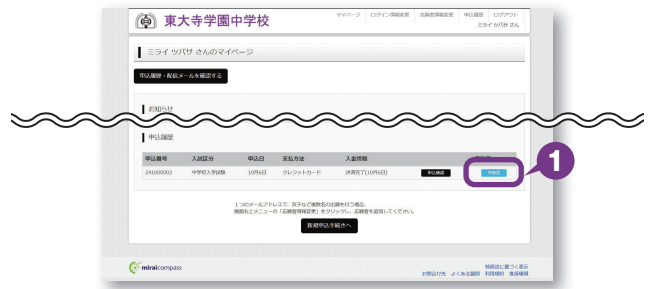 東大寺学園中学校
マイページ ログイン情報変更 志願者情報変更 申込履歴 ログアウト
ミライ ツバサ さん
ミライ ツバサ さんのマイページ
申込履歴・配信メールを確認する
お知らせ
申込履歴
申込番号 入試区分 申込日 支払方法 入金情報
241000002 中学校入学試験 10月6日 クレジットカード 決済完了(10月6日) 申込確認 受験票
1
1つのメールアドレスで、双子など複数名の出願を行う場合、
画面右上メニューの「志願者情報変更」をクリックし、志願者を追加してください。
新規申込手続きへ
miraicompass
特商法に基づく表示
お問合せ先 よくある質問 利用規約 推奨環境